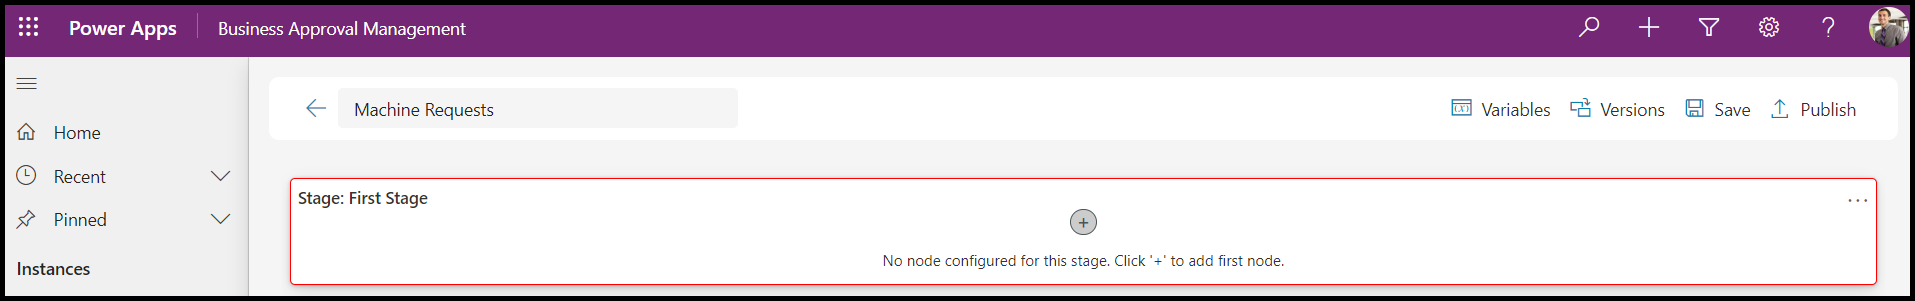 Power Apps
Business Approval Management
Machine Requests
Variables
Versions
Save
Publish
Home
Recent
Pinned
Instances
Stage: First Stage
...
+
No node configured for this stage. Click '+' to add first node.